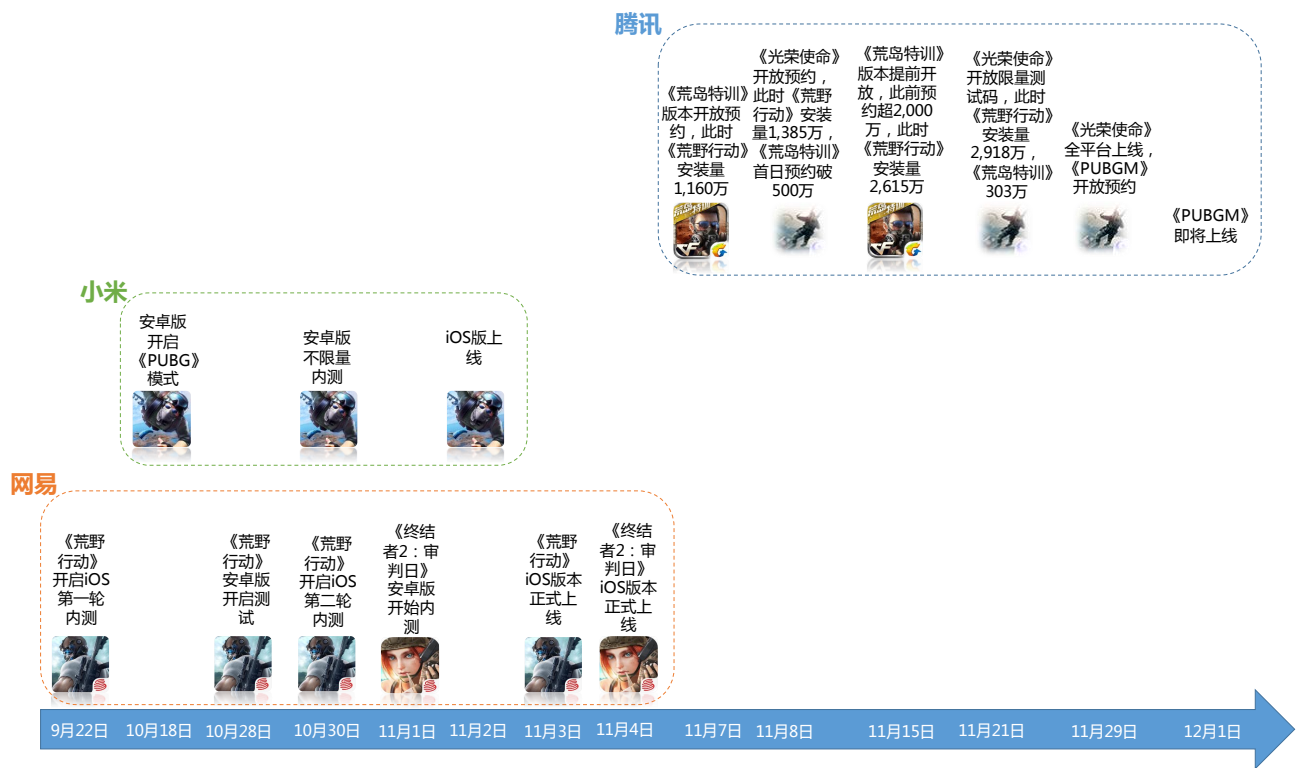 腾讯
《荒岛特训》
版本开放预
约，此时
《荒野行动》
安装量
1,160万
《光荣使命》
开放预约，
此时《荒野
行动》安装
量1,385万，
《荒岛特训》
首日预约破
500万
《荒岛特训》
版本提前开
放，此前预
约超2,000
万，此时
《荒野行动》
安装量
2,615万
《光荣使命》
开放限量测
试码，此时
《荒野行动》
安装量
2,918万，
《荒岛特训》
303万
《光荣使命》
全平台上线，
《PUBGM》
开放预约
《PUBGM》
即将上线
小米
安卓版
开启
《PUBG》
模式
安卓版
不限量
内测
iOS版上
线
网易
《荒野
行动》
开启iOS
第一轮
内测
《荒野
行动》
安卓版
开启测
试
《荒野
行动》
开启iOS
第二轮
内测
《终结
者2：审
判日》
安卓版
开始内
测
《荒野
行动》
iOS版本
正式上
线
《终结
者2：审
判日》
iOS版本
正式上
线
9月22日
10月18日
10月28日
10月30日
11月1日
11月2日
11月3日
11月4日
11月7日
11月8日
11月15日
11月21日
11月29日
12月1日